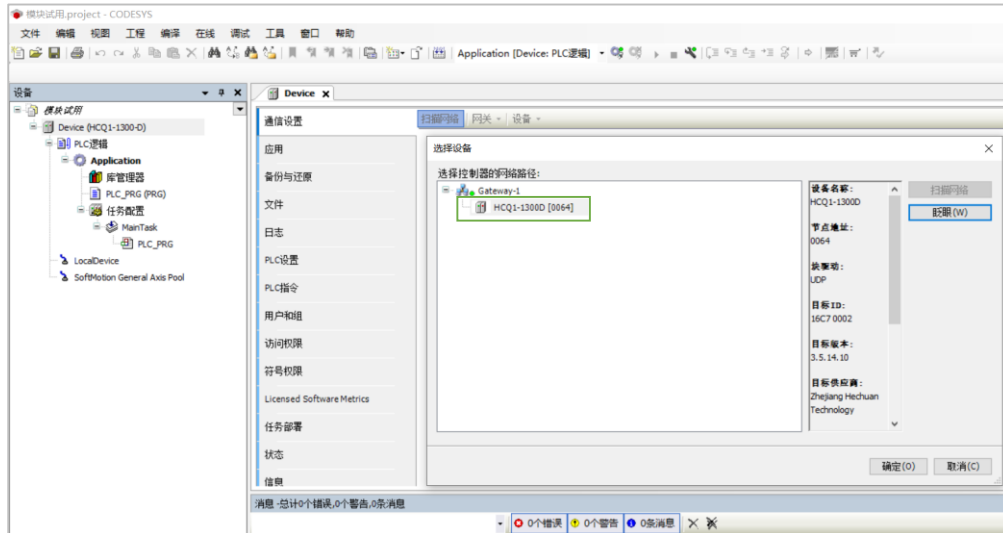 模块试用.project - CODESYS
文件 编辑 视图 工程 编译 在线 调试 工具 窗口 帮助
Application [Device: PLC逻辑]
设备
模块试用
Device (HCQ1-1300-D)
PLC逻辑
Application
库管理器
PLC_PRG (PRG)
任务配置
MainTask
PLC_PRG
LocalDevice
SoftMotion General Axis Pool
Device
通信设置
应用
备份与还原
文件
日志
PLC设置
PLC指令
用户和组
访问权限
符号权限
Licensed Software Metrics
任务部署
状态
信息
扫描网络 网关 设备
选择设备
选择控制器的网络路径:
Gateway-1
HCQ1-1300D [0064]
设备名称:
HCQ1-1300D
节点地址:
0064
块驱动:
UDP
目标ID:
16C7 0002
目标版本:
3.5.14.10
目标供应商:
Zhejiang Hechuan
Technology
扫描网络
眨眼(W)
确定(O) 取消(C)
消息 -总计0个错误,0个警告,0条消息
0个错误 0个警告 0条消息